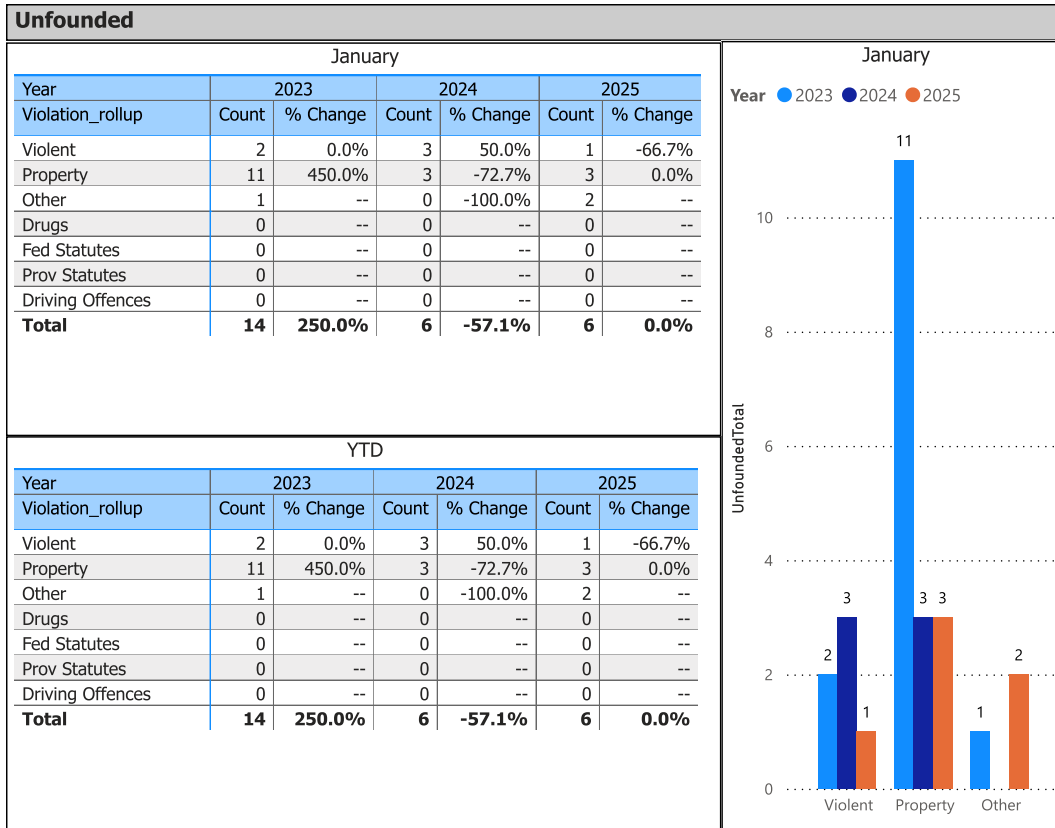 Unfounded
January
Year 2023 2024 2025
Violation_rollup Count % Change Count % Change Count % Change
Violent 2 0.0% 3 50.0% 1 -66.7%
Property 11 450.0% 3 -72.7% 3 0.0%
Other 1 -- 0 -100.0% 2 --
Drugs 0 -- 0 -- 0 --
Fed Statutes 0 -- 0 -- 0 --
Prov Statutes 0 -- 0 -- 0 --
Driving Offences 0 -- 0 -- 0 --
Total 14 250.0% 6 -57.1% 6 0.0%
YTD
Year 2023 2024 2025
Violation_rollup Count % Change Count % Change Count % Change
Violent 2 0.0% 3 50.0% 1 -66.7%
Property 11 450.0% 3 -72.7% 3 0.0%
Other 1 -- 0 -100.0% 2 --
Drugs 0 -- 0 -- 0 --
Fed Statutes 0 -- 0 -- 0 --
Prov Statutes 0 -- 0 -- 0 --
Driving Offences 0 -- 0 -- 0 --
Total 14 250.0% 6 -57.1% 6 0.0%
January
Year 2023 2024 2025
UnfoundedTotal
11
10
8
6
4
3 3 3
2 2 2
1 1
0
Violent Property Other